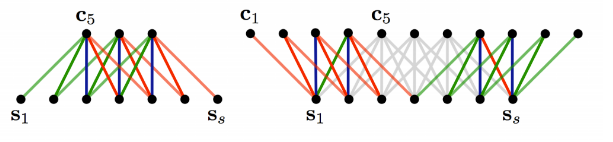 c₅ c₁ c₅
s₁ sₛ s₁ sₛ